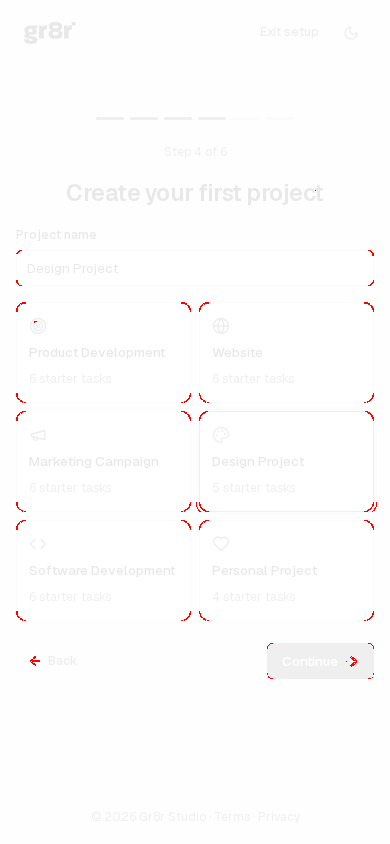 gr8r
Exit setup
Step 4 of 6
Create your first project
Project name
Design Project
Product Development
6 starter tasks
Website
6 starter tasks
Marketing Campaign
6 starter tasks
Design Project
5 starter tasks
Software Development
6 starter tasks
Personal Project
4 starter tasks
Back
Continue
© 2026 Gr8r Studio · Terms · Privacy